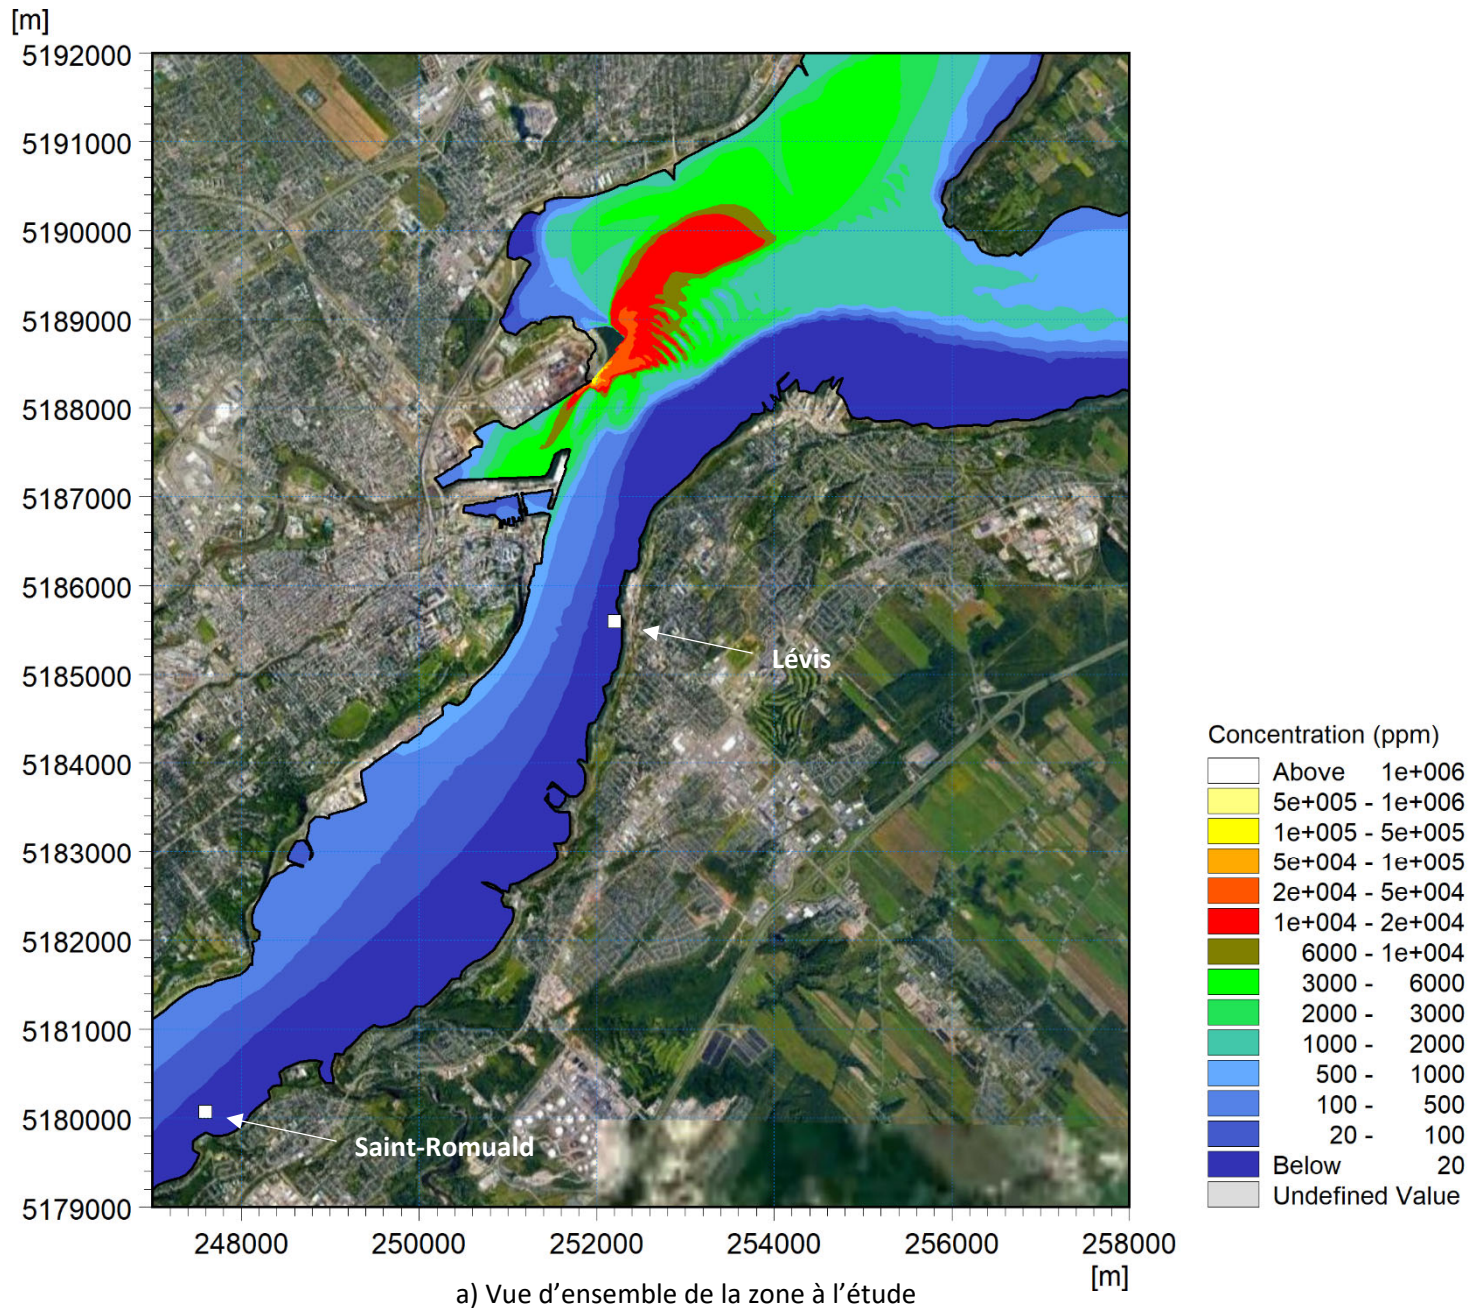 [m]
5192000
5191000
5190000
5189000
5188000
5187000
5186000
5185000
5184000
5183000
5182000
5181000
5180000
5179000
Lévis
Saint-Romuald
248000 250000 252000 254000 256000 258000
[m]
Concentration (ppm)
Above 1e+006
5e+005 - 1e+006
1e+005 - 5e+005
5e+004 - 1e+005
2e+004 - 5e+004
1e+004 - 2e+004
6000 - 1e+004
3000 - 6000
2000 - 3000
1000 - 2000
500 - 1000
100 - 500
20 - 100
Below 20
Undefined Value
a) Vue d'ensemble de la zone à l'étude